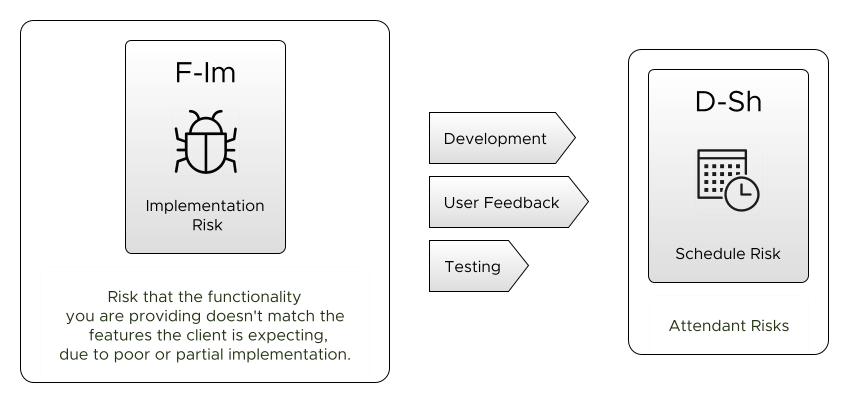 F-Im
Implementation
Risk
Risk that the functionality
you are providing doesn't match the
features the client is expecting,
due to poor or partial implementation.
Development
User Feedback
Testing
D-Sh
Schedule Risk
Attendant Risks